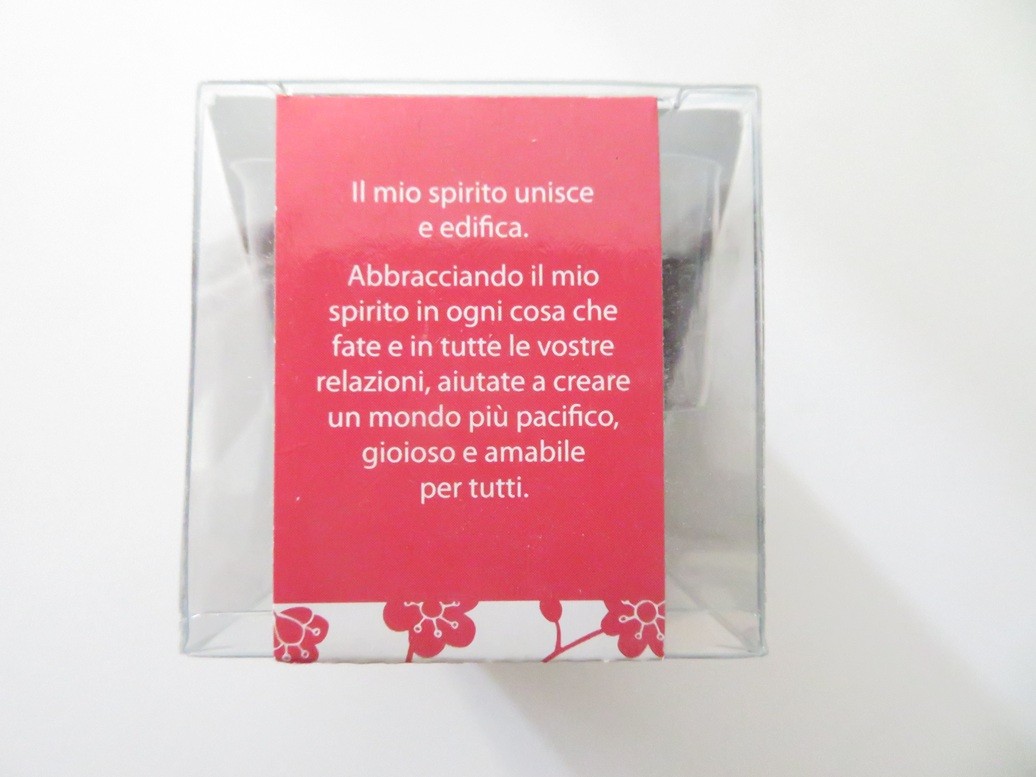 Il mio spirito unisce
e edifica.
Abbracciando il mio
spirito in ogni cosa che
fate e in tutte le vostre
relazioni, aiutate a creare
un mondo più pacifico,
gioioso e amabile
per tutti.